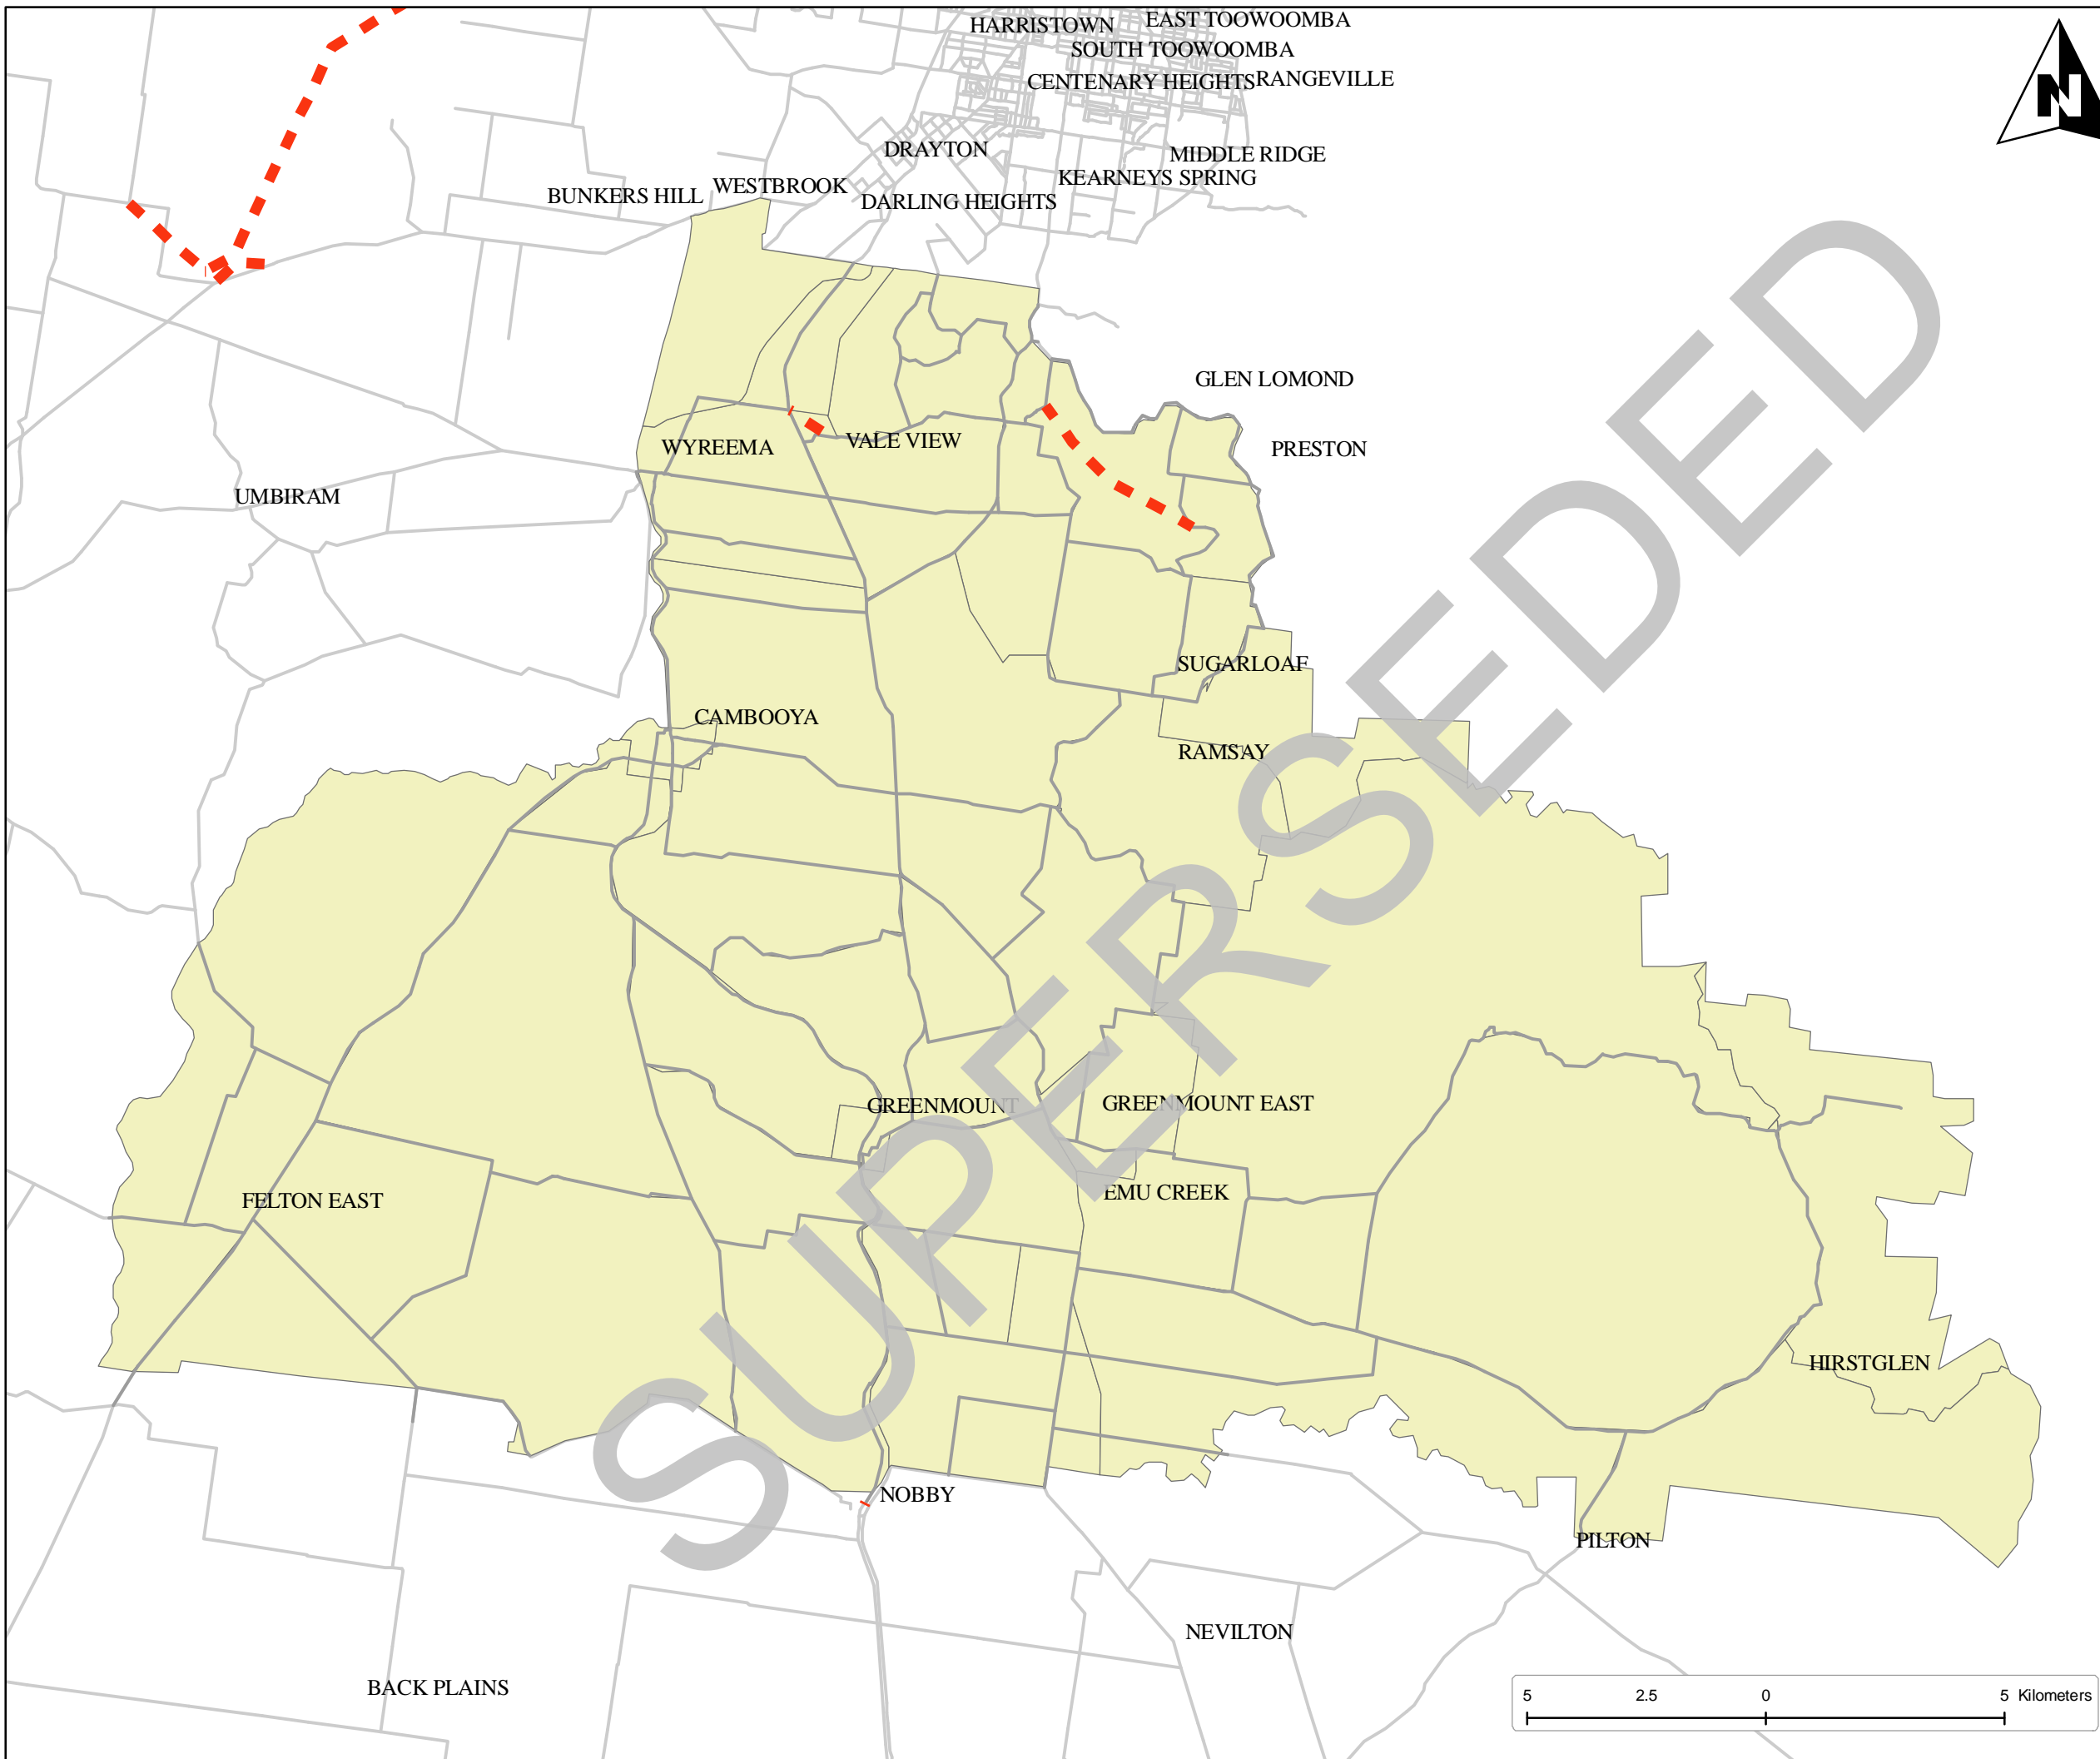 HARRISTOWN
EAST TOOWOOMBA
SOUTH TOOWOOMBA
CENTENARY HEIGHTS
RANGEVILLE
N
DRAYTON
MIDDLE RIDGE
KEARNEYS SPRING
WESTBROOK
BUNKERS HILL
DARLING HEIGHTS
GLEN LOMOND
WYREEMA
VALE VIEW
PRESTON
UMBIRAM
SUGARLOAF
CAMBOOYA
RAMSAY
SUPERSEDED
GREENMOUNT
GREENMOUNT EAST
FELTON EAST
EMU CREEK
HIRSTGLEN
NOBBY
PILTON
NEVILTON
BACK PLAINS
5 2.5 0 5 Kilometers